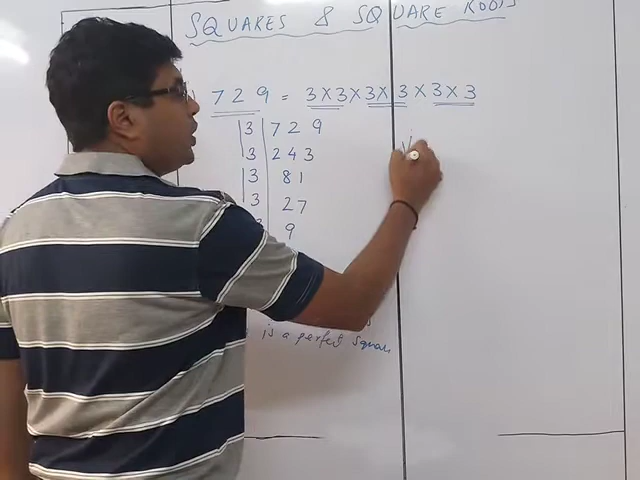 SQUARES & SQUARE ROOTS
729 = 3×3×3×3×3×3
3 729
3 243
3 81
3 27
3 9
is a perfect square